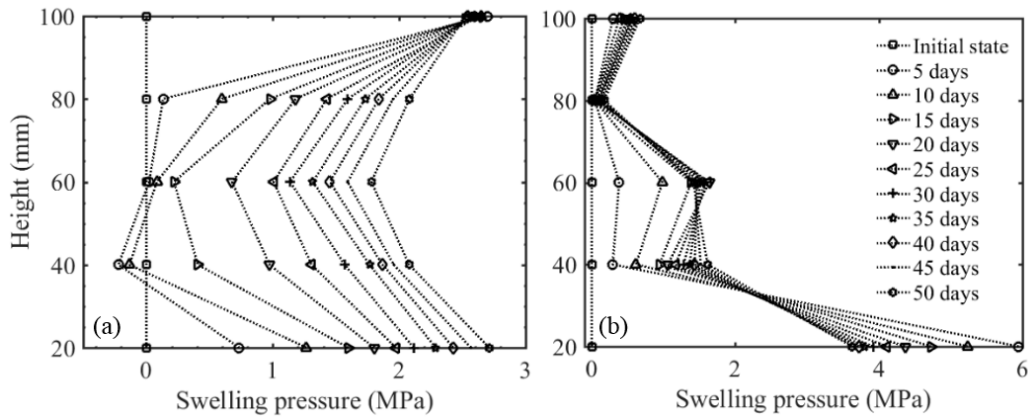 100
80
60
40
20
Height (mm)
(a)
0
1
2
3
Swelling pressure (MPa)
100
80
60
40
20
(b)
0
2
4
6
Swelling pressure (MPa)
Initial state
5 days
10 days
15 days
20 days
25 days
30 days
35 days
40 days
45 days
50 days